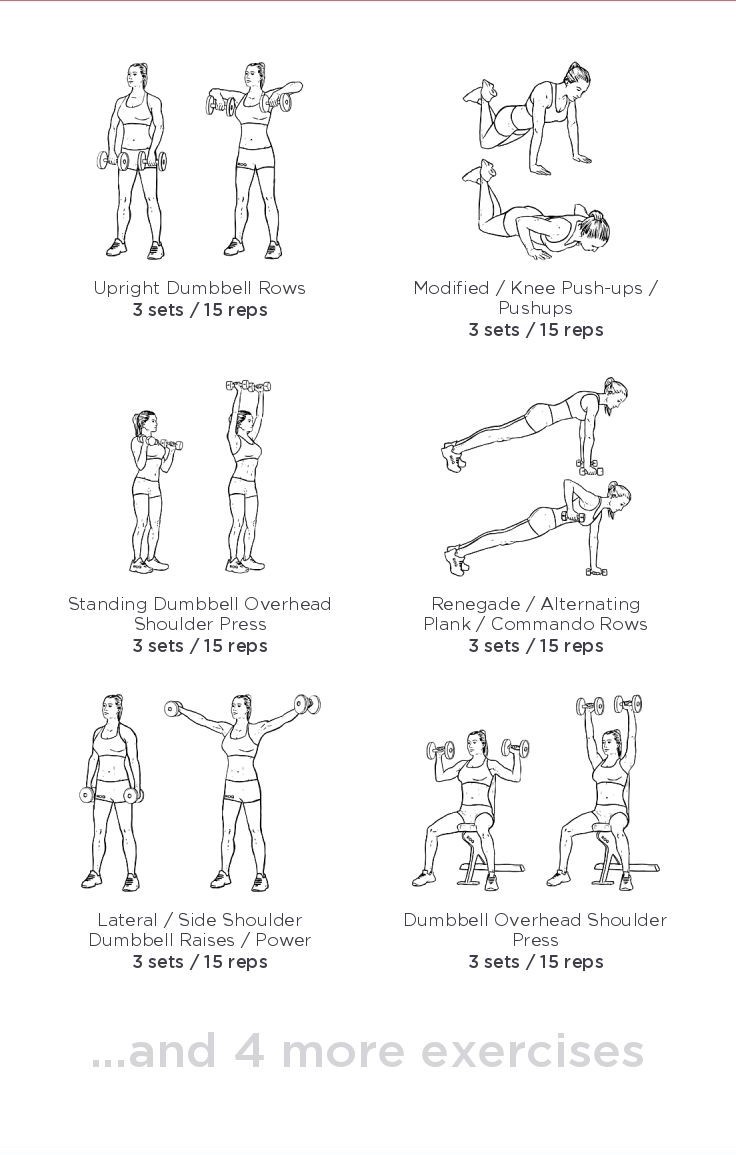 Upright Dumbbell Rows
3 sets / 15 reps
Modified / Knee Push-ups /
Pushups
3 sets / 15 reps
Standing Dumbbell Overhead
Shoulder Press
3 sets / 15 reps
Renegade / Alternating
Plank / Commando Rows
3 sets / 15 reps
Lateral / Side Shoulder
Dumbbell Raises / Power
3 sets / 15 reps
Dumbbell Overhead Shoulder
Press
3 sets / 15 reps
...and 4 more exercises